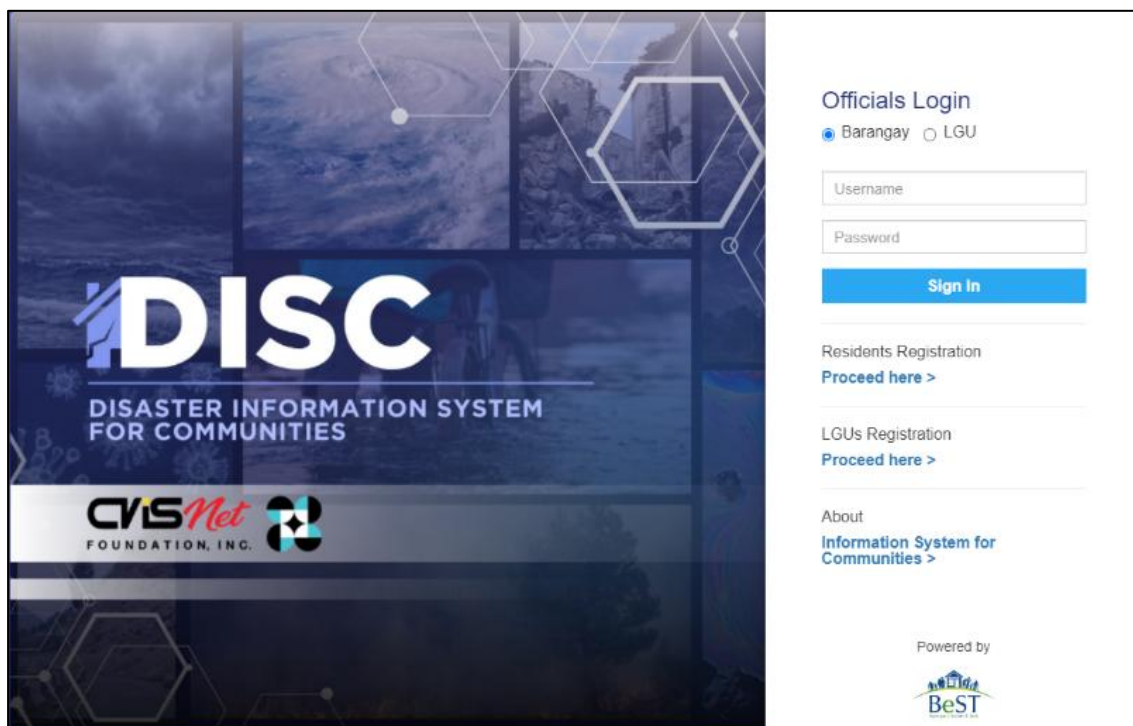 DISC
DISASTER INFORMATION SYSTEM
FOR COMMUNITIES
CViSNet
FOUNDATION, INC.
Officials Login
Barangay LGU
Username
Password
Sign In
Residents Registration
Proceed here >
LGUs Registration
Proceed here >
About
Information System for
Communities >
Powered by
BeST